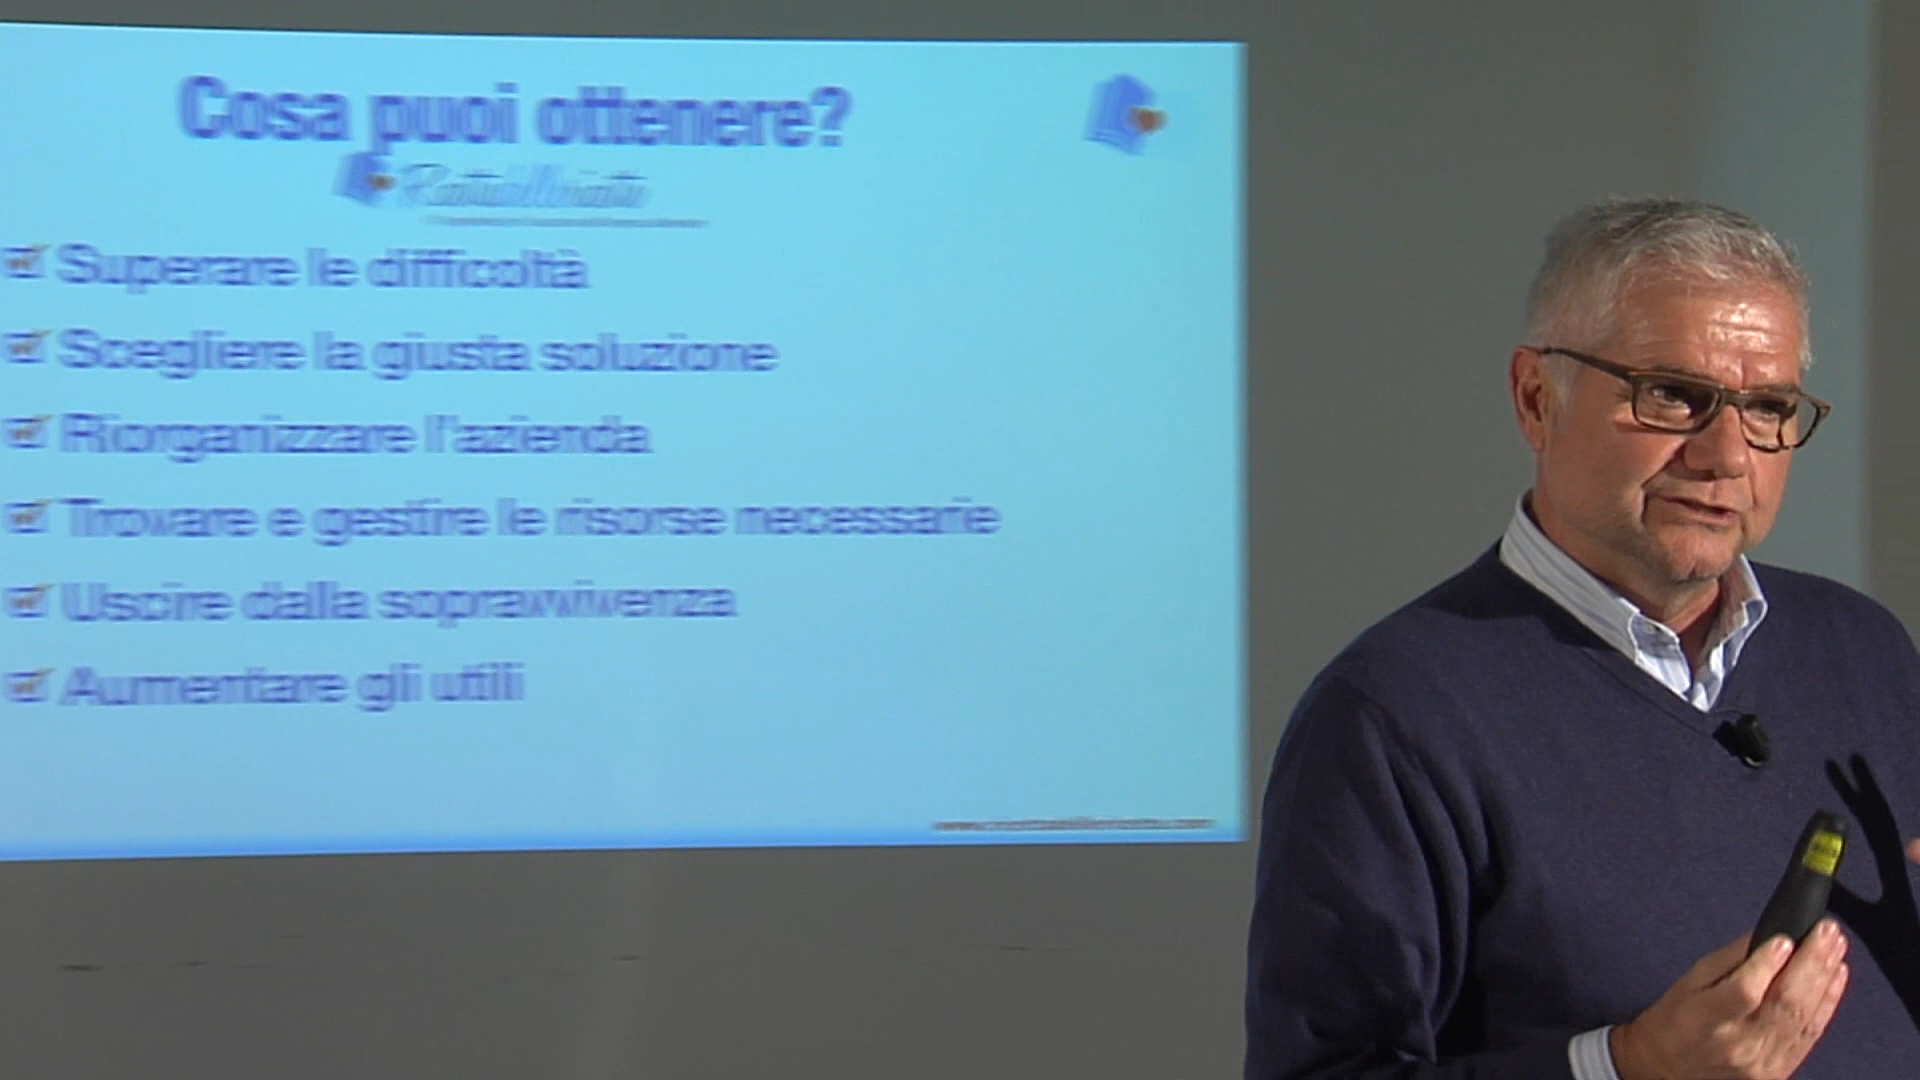 Cosa puoi ottenere?
Superare le difficoltà
Scegliere la giusta soluzione
Riorganizzare l'azienda
Trovare e gestire le risorse necessarie
Uscire dalla sopravvivenza
Aumentare gli utili